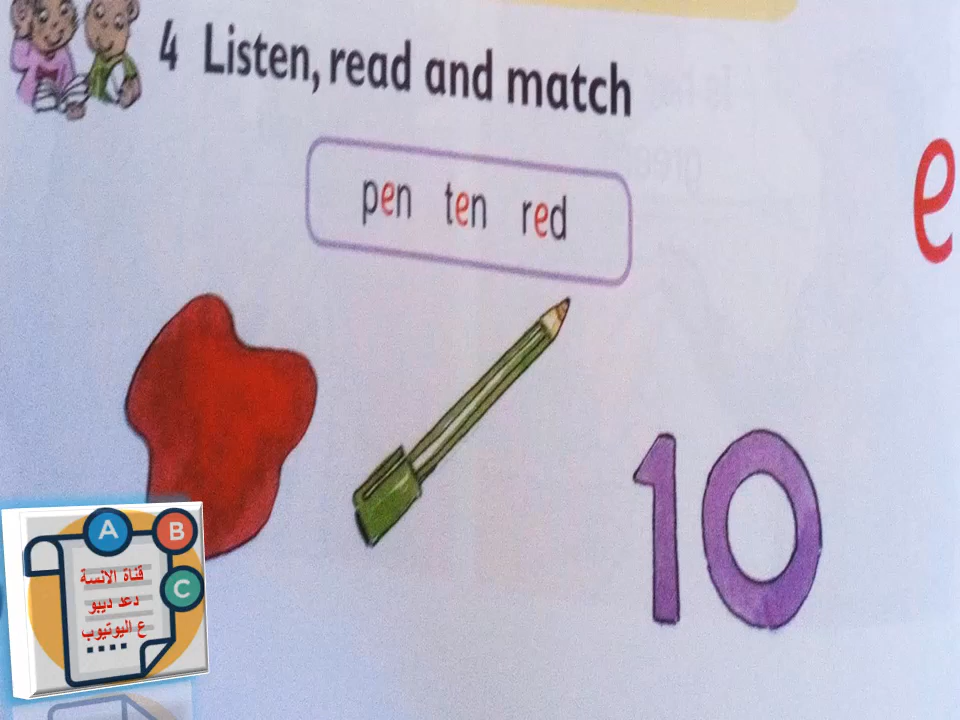 4 Listen, read and match
pen ten red
e
10
A B
C
قناة الانسة
دعد ديبو
ع اليوتيوب